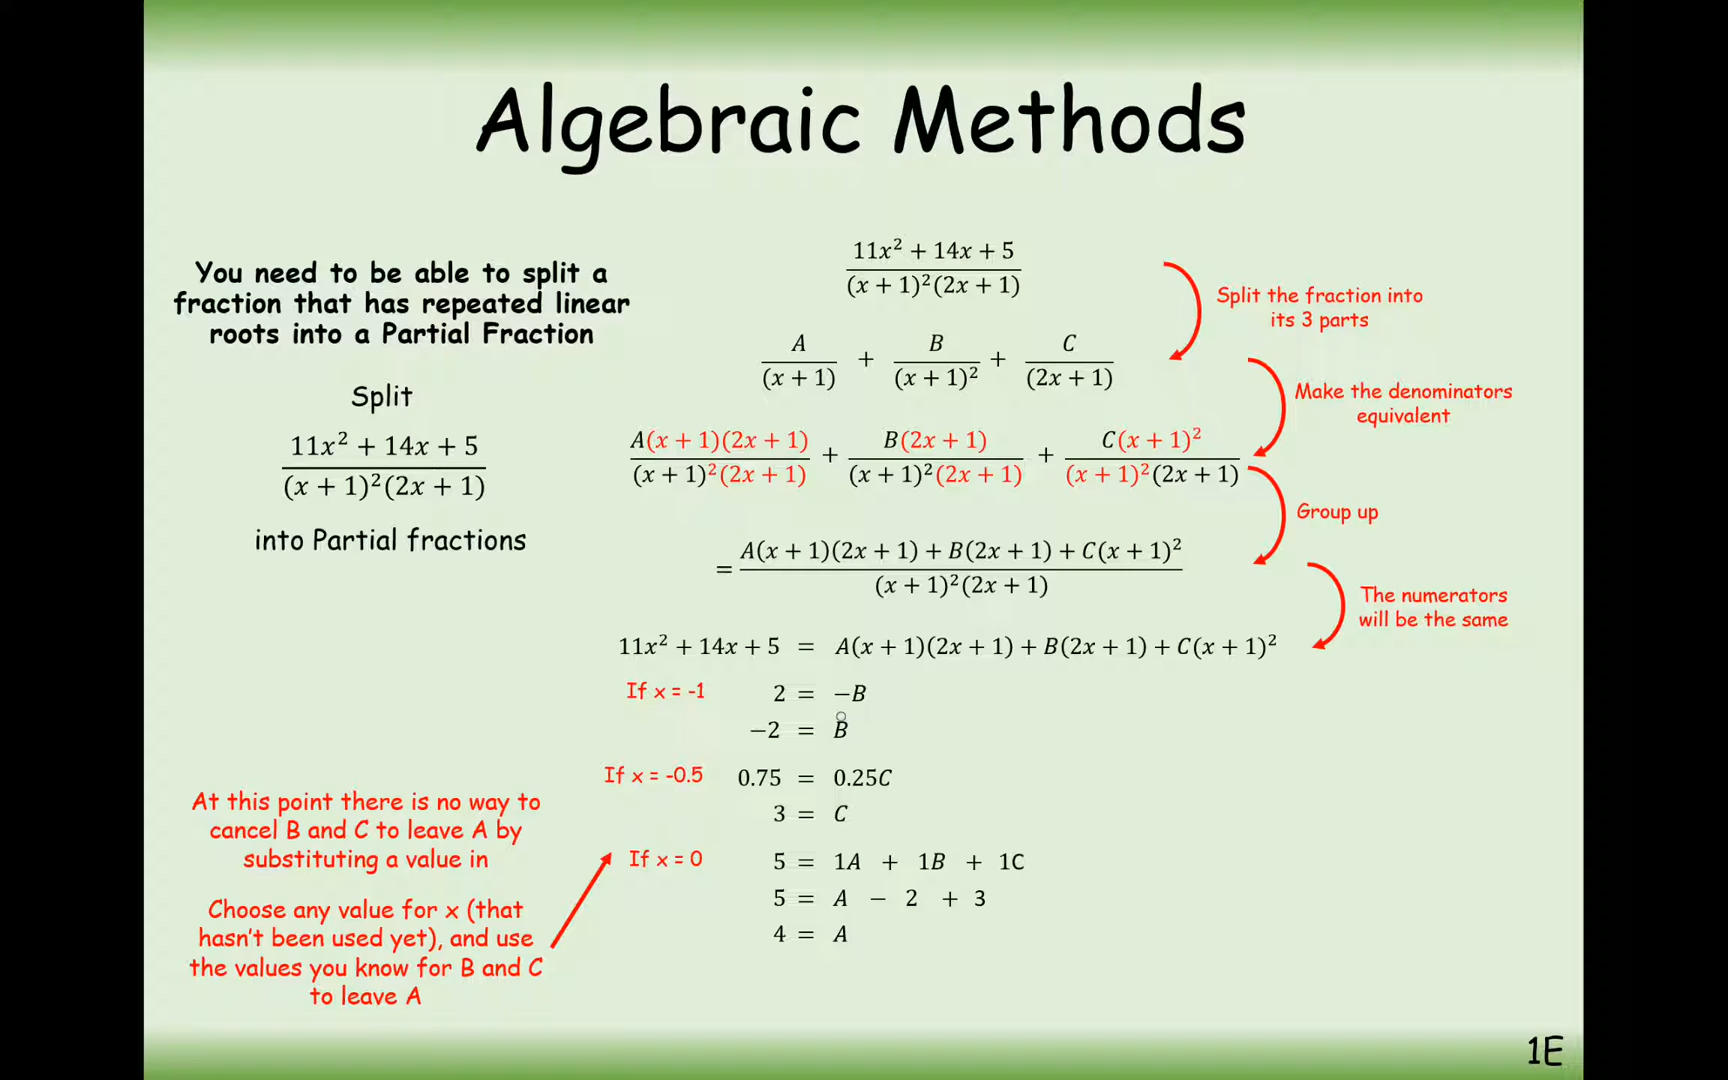 Algebraic Methods
You need to be able to split a
fraction that has repeated linear
roots into a Partial Fraction
Split
11x² + 14x + 5
(x + 1)²(2x + 1)
into Partial fractions
11x² + 14x + 5
(x + 1)²(2x + 1)
Split the fraction into
its 3 parts
A + B + C
(x + 1) (x + 1)² (2x + 1)
Make the denominators
equivalent
A(x + 1)(2x + 1) + B(2x + 1) + C(x + 1)²
(x + 1)²(2x + 1) (x + 1)²(2x + 1) (x + 1)²(2x + 1)
Group up
= A(x + 1)(2x + 1) + B(2x + 1) + C(x + 1)²
(x + 1)²(2x + 1)
The numerators
will be the same
11x² + 14x + 5 = A(x + 1)(2x + 1) + B(2x + 1) + C(x + 1)²
If x = -1 2 = −B
−2 = B
If x = -0.5 0.75 = 0.25C
3 = C
If x = 0 5 = 1A + 1B + 1C
5 = A − 2 + 3
4 = A
At this point there is no way to
cancel B and C to leave A by
substituting a value in
Choose any value for x (that
hasn't been used yet), and use
the values you know for B and C
to leave A
1E